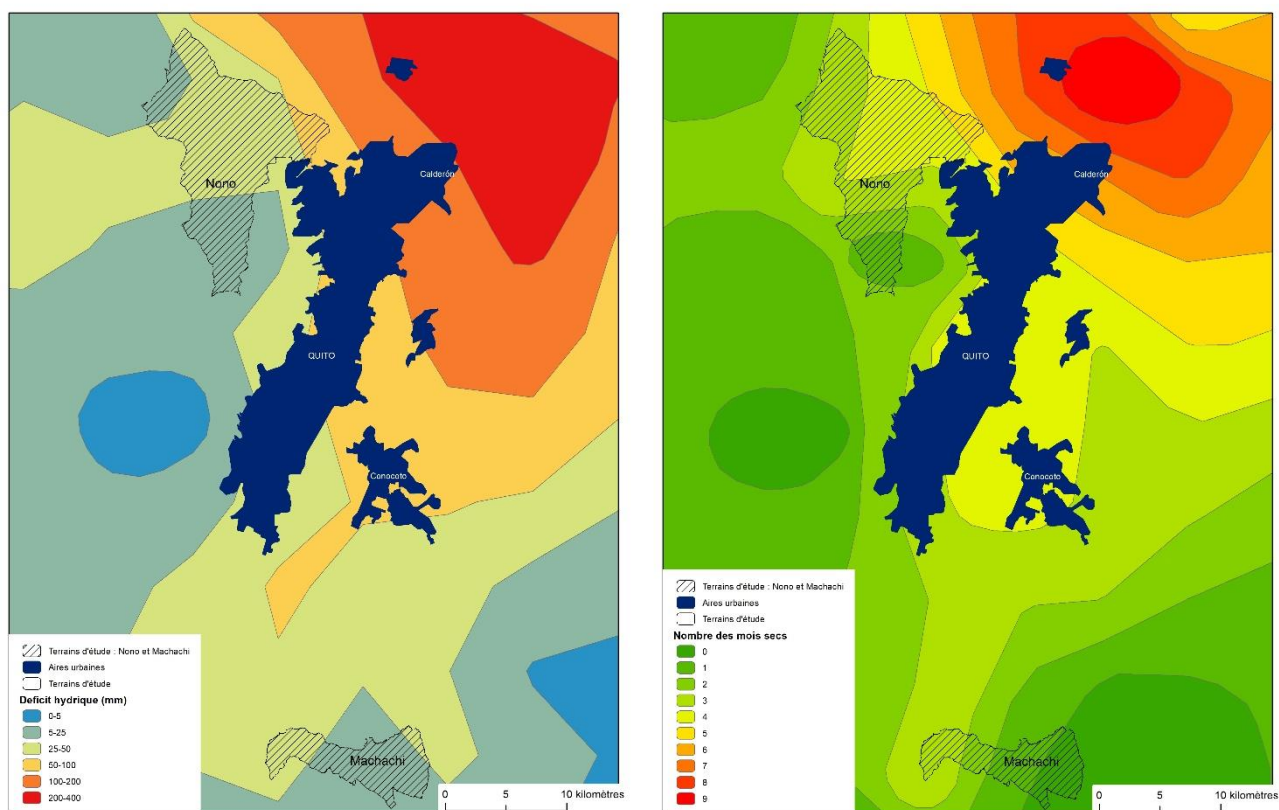 Calderón
Nono
QUITO
Conocoto
Machachi
Terrains d'étude : Nono et Machachi
Aires urbaines
Terrains d'étude
Deficit hydrique (mm)
0-5
5-25
25-50
50-100
100-200
200-400
0 5 10 kilomètres
Calderón
Nono
QUITO
Conocoto
Machachi
Terrains d'étude : Nono et Machachi
Aires urbaines
Terrains d'étude
Nombre des mois secs
0
1
2
3
4
5
6
7
8
9
0 5 10 kilomètres